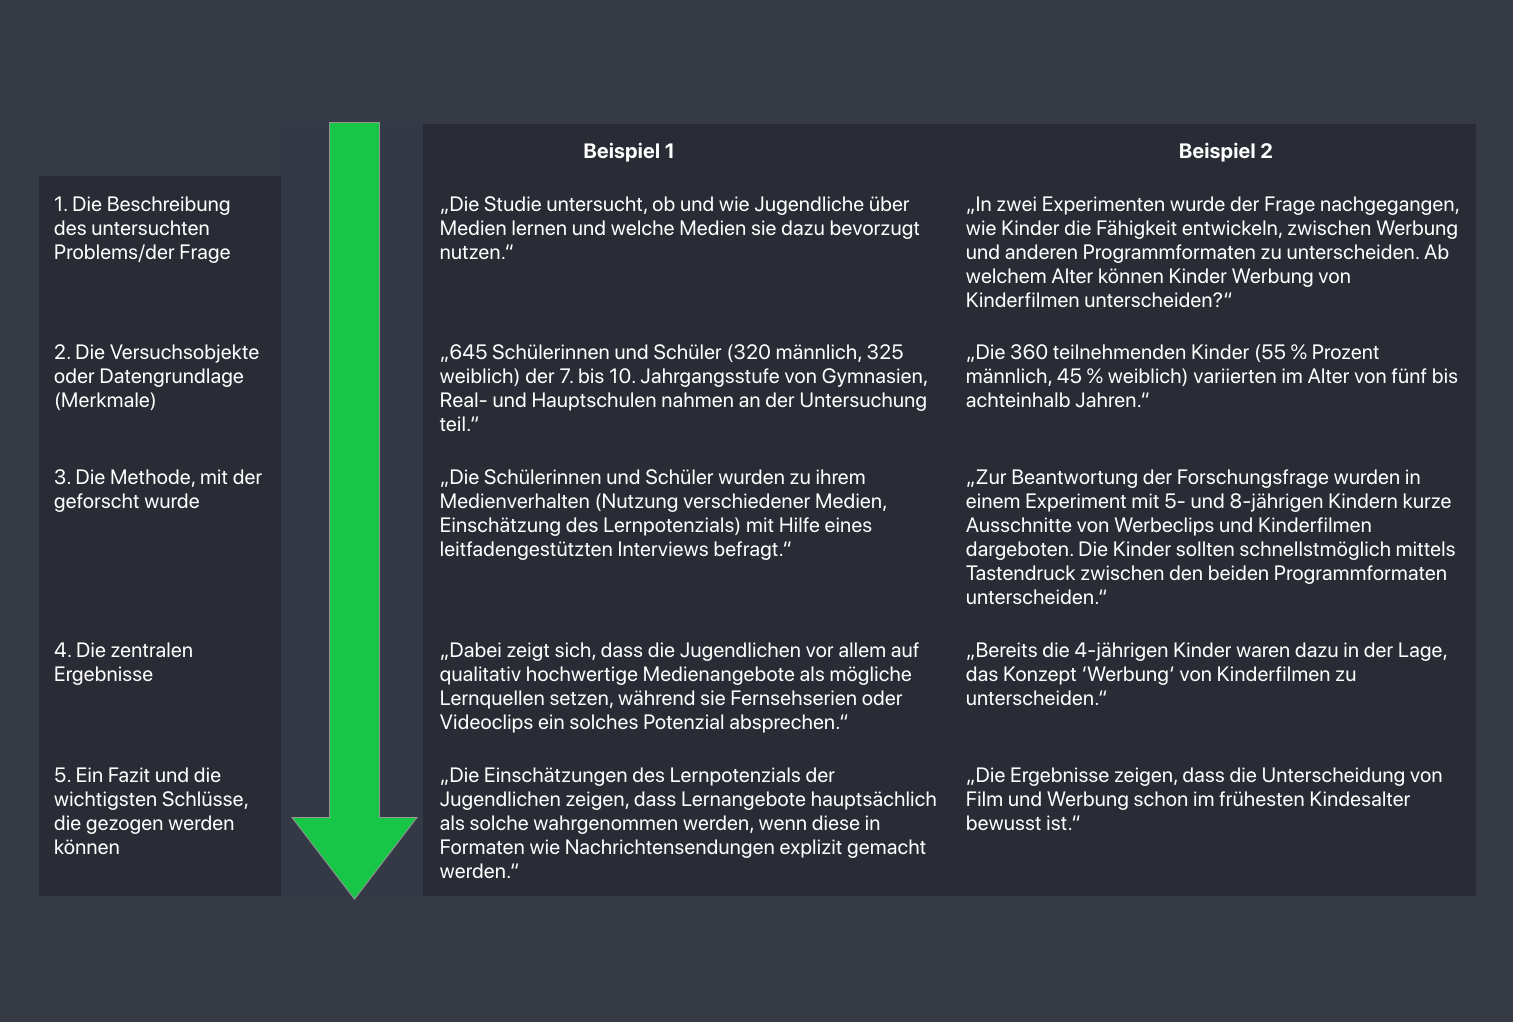 Beispiel 1
Beispiel 2
1. Die Beschreibung
des untersuchten
Problems/der Frage
„Die Studie untersucht, ob und wie Jugendliche über
Medien lernen und welche Medien sie dazu bevorzugt
nutzen.“
„In zwei Experimenten wurde der Frage nachgegangen,
wie Kinder die Fähigkeit entwickeln, zwischen Werbung
und anderen Programmformaten zu unterscheiden. Ab
welchem Alter können Kinder Werbung von
Kinderfilmen unterscheiden?“
2. Die Versuchsobjekte
oder Datengrundlage
(Merkmale)
„645 Schülerinnen und Schüler (320 männlich, 325
weiblich) der 7. bis 10. Jahrgangsstufe von Gymnasien,
Real- und Hauptschulen nahmen an der Untersuchung
teil.“
„Die 360 teilnehmenden Kinder (55 % Prozent
männlich, 45 % weiblich) variierten im Alter von fünf bis
achteinhalb Jahren.“
3. Die Methode, mit der
geforscht wurde
„Die Schülerinnen und Schüler wurden zu ihrem
Medienverhalten (Nutzung verschiedener Medien,
Einschätzung des Lernpotenzials) mit Hilfe eines
leitfadengestützten Interviews befragt.“
„Zur Beantwortung der Forschungsfrage wurden in
einem Experiment mit 5- und 8-jährigen Kindern kurze
Ausschnitte von Werbeclips und Kinderfilmen
dargeboten. Die Kinder sollten schnellstmöglich mittels
Tastendruck zwischen den beiden Programmformaten
unterscheiden.“
4. Die zentralen
Ergebnisse
„Dabei zeigt sich, dass die Jugendlichen vor allem auf
qualitativ hochwertige Medienangebote als mögliche
Lernquellen setzen, während sie Fernsehserien oder
Videoclips ein solches Potenzial absprechen.“
„Bereits die 4-jährigen Kinder waren dazu in der Lage,
das Konzept ‘Werbung‘ von Kinderfilmen zu
unterscheiden.“
5. Ein Fazit und die
wichtigsten Schlüsse,
die gezogen werden
können
„Die Einschätzungen des Lernpotenzials der
Jugendlichen zeigen, dass Lernangebote hauptsächlich
als solche wahrgenommen werden, wenn diese in
Formaten wie Nachrichtensendungen explizit gemacht
werden.“
„Die Ergebnisse zeigen, dass die Unterscheidung von
Film und Werbung schon im frühesten Kindesalter
bewusst ist.“